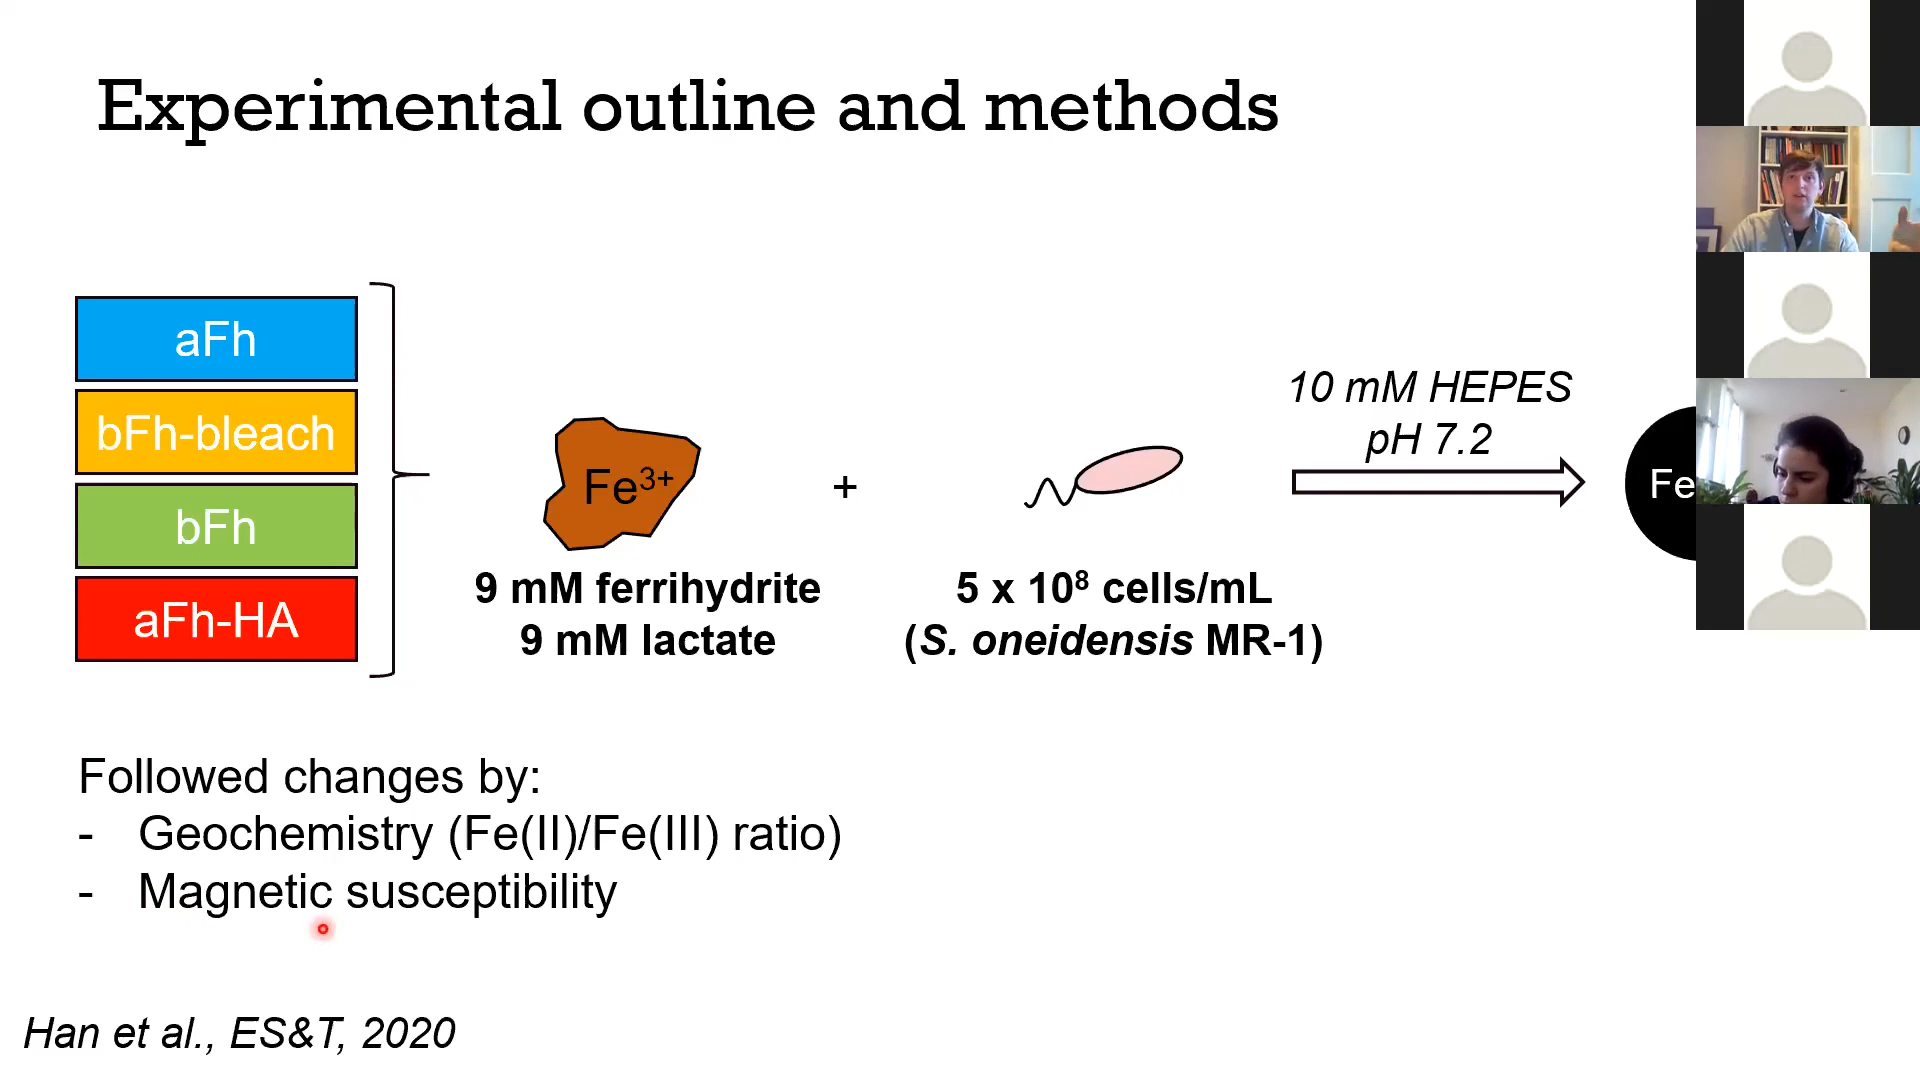 Experimental outline and methods
aFh
bFh-bleach
bFh
aFh-HA
Fe³⁺
+
10 mM HEPES
pH 7.2
Fe
9 mM ferrihydrite
9 mM lactate
5 x 10⁸ cells/mL
(S. oneidensis MR-1)
Followed changes by:
- Geochemistry (Fe(II)/Fe(III) ratio)
- Magnetic susceptibility
Han et al., ES&T, 2020